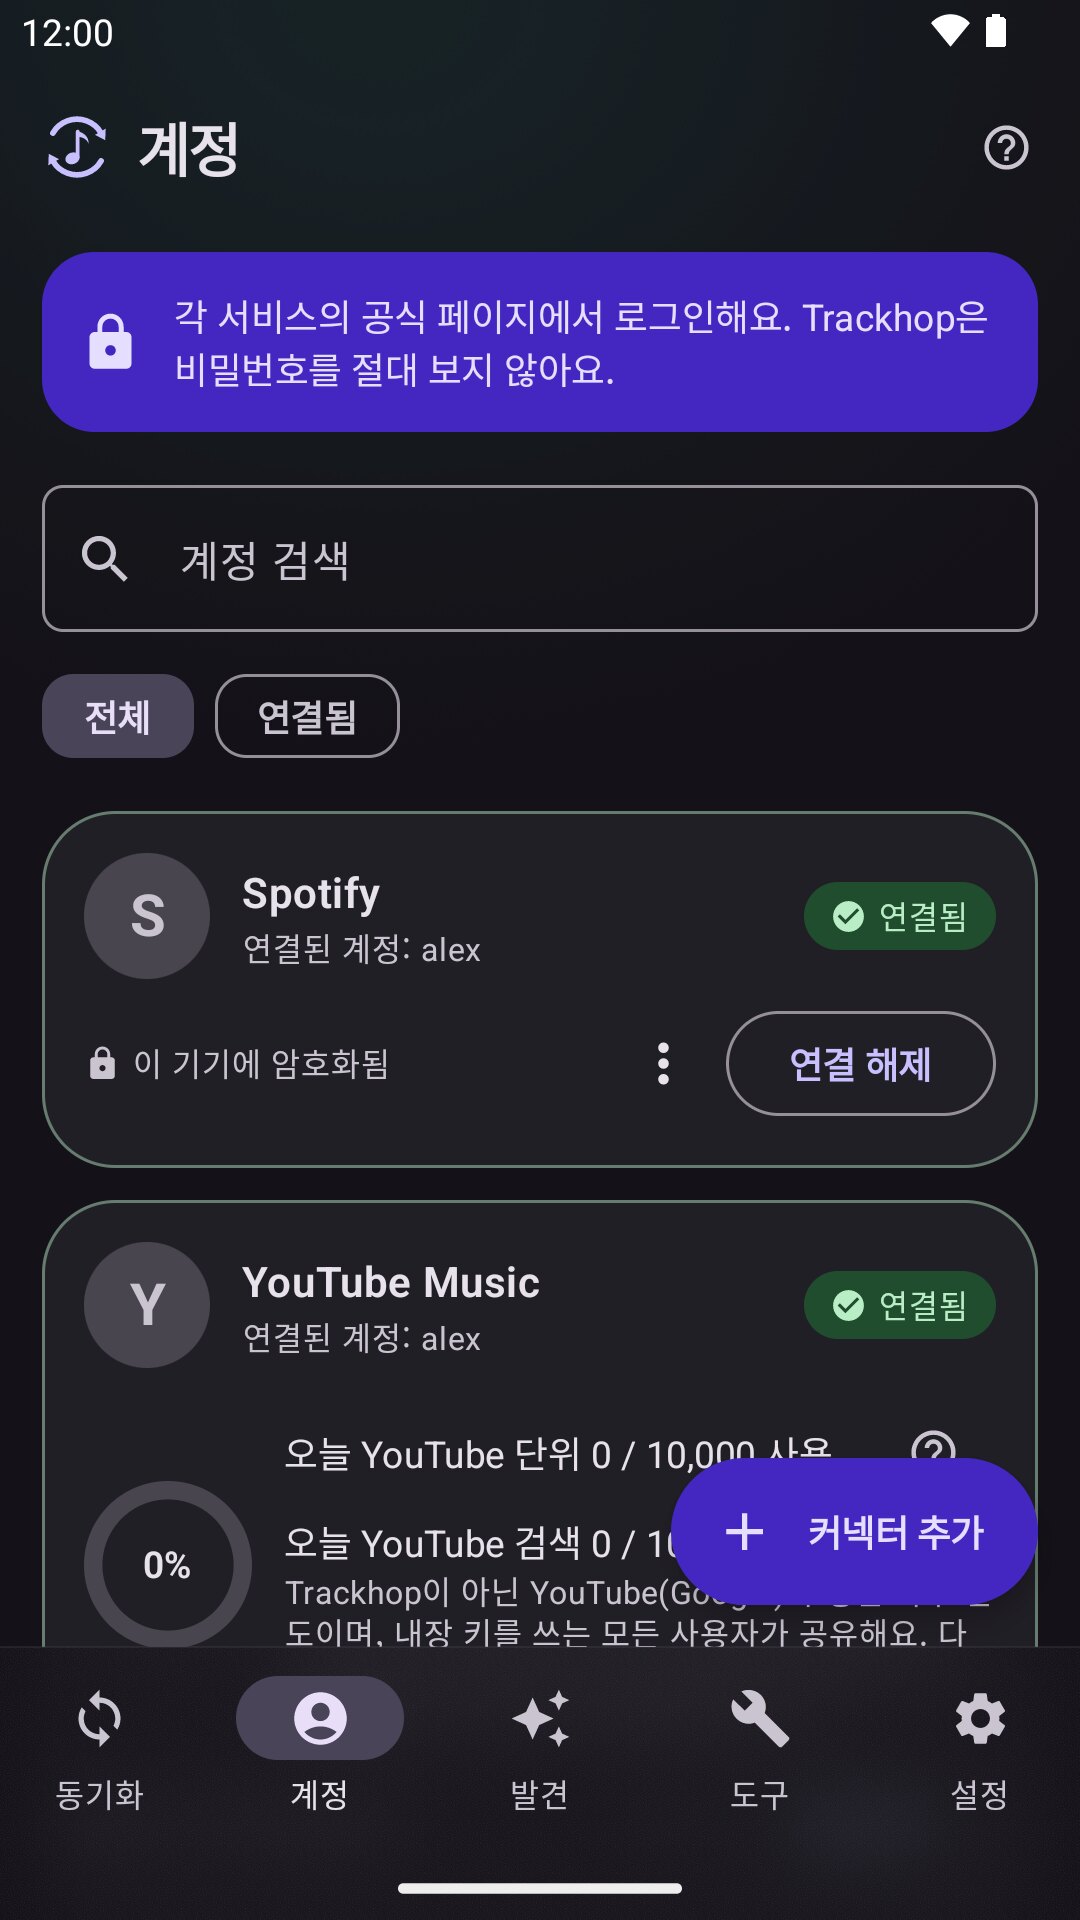 12:00
계정
각 서비스의 공식 페이지에서 로그인해요. Trackhop은
비밀번호를 절대 보지 않아요.
계정 검색
전체
연결됨
S
Spotify
연결된 계정: alex
연결됨
이 기기에 암호화됨
연결 해제
Y
YouTube Music
연결된 계정: alex
연결됨
오늘 YouTube 단위 0 / 10,000 사용
0%
오늘 YouTube 검색 0 /
Trackhop이 아닌
도이며, 내장 키를 쓰는 모든 사용자가 공유해요. 다
커넥터 추가
동기화
계정
발견
도구
설정